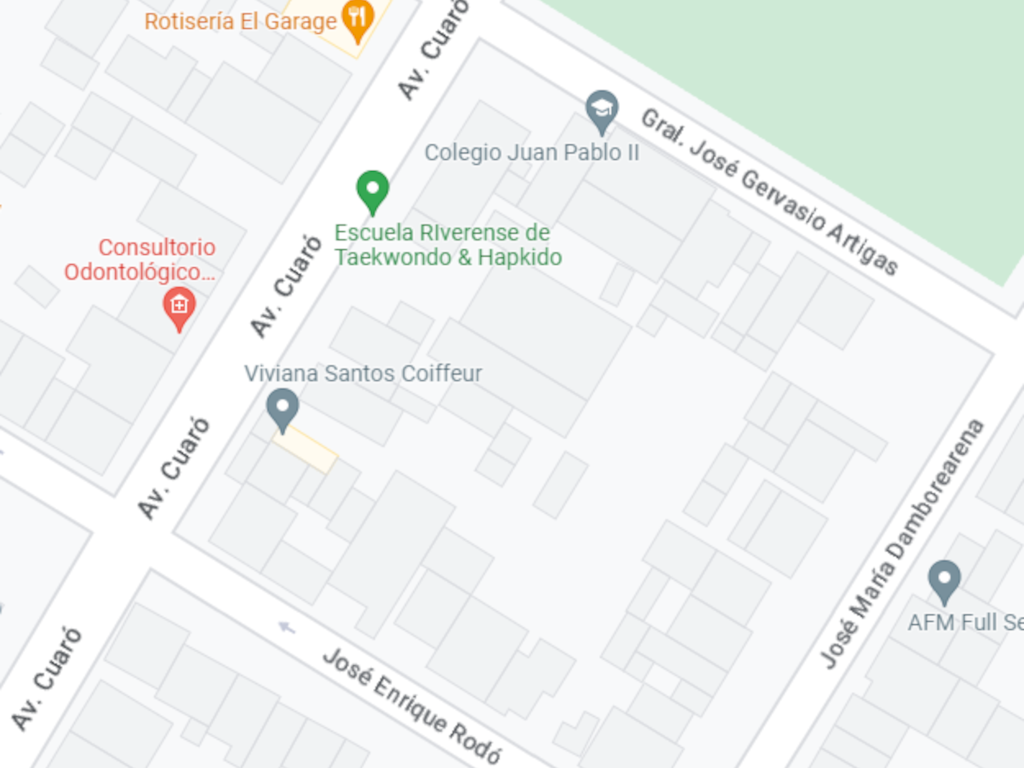 Rotisería El Garage
Av. Cuaró
Gral. José Gervasio Artigas
Colegio Juan Pablo II
Escuela RIverense de
Taekwondo & Hapkido
Consultorio
Odontológico...
Av. Cuaró
Viviana Santos Coiffeur
Av. Cuaró
José María Damborearena
AFM Full Se
Av. Cuaró
José Enrique Rodó